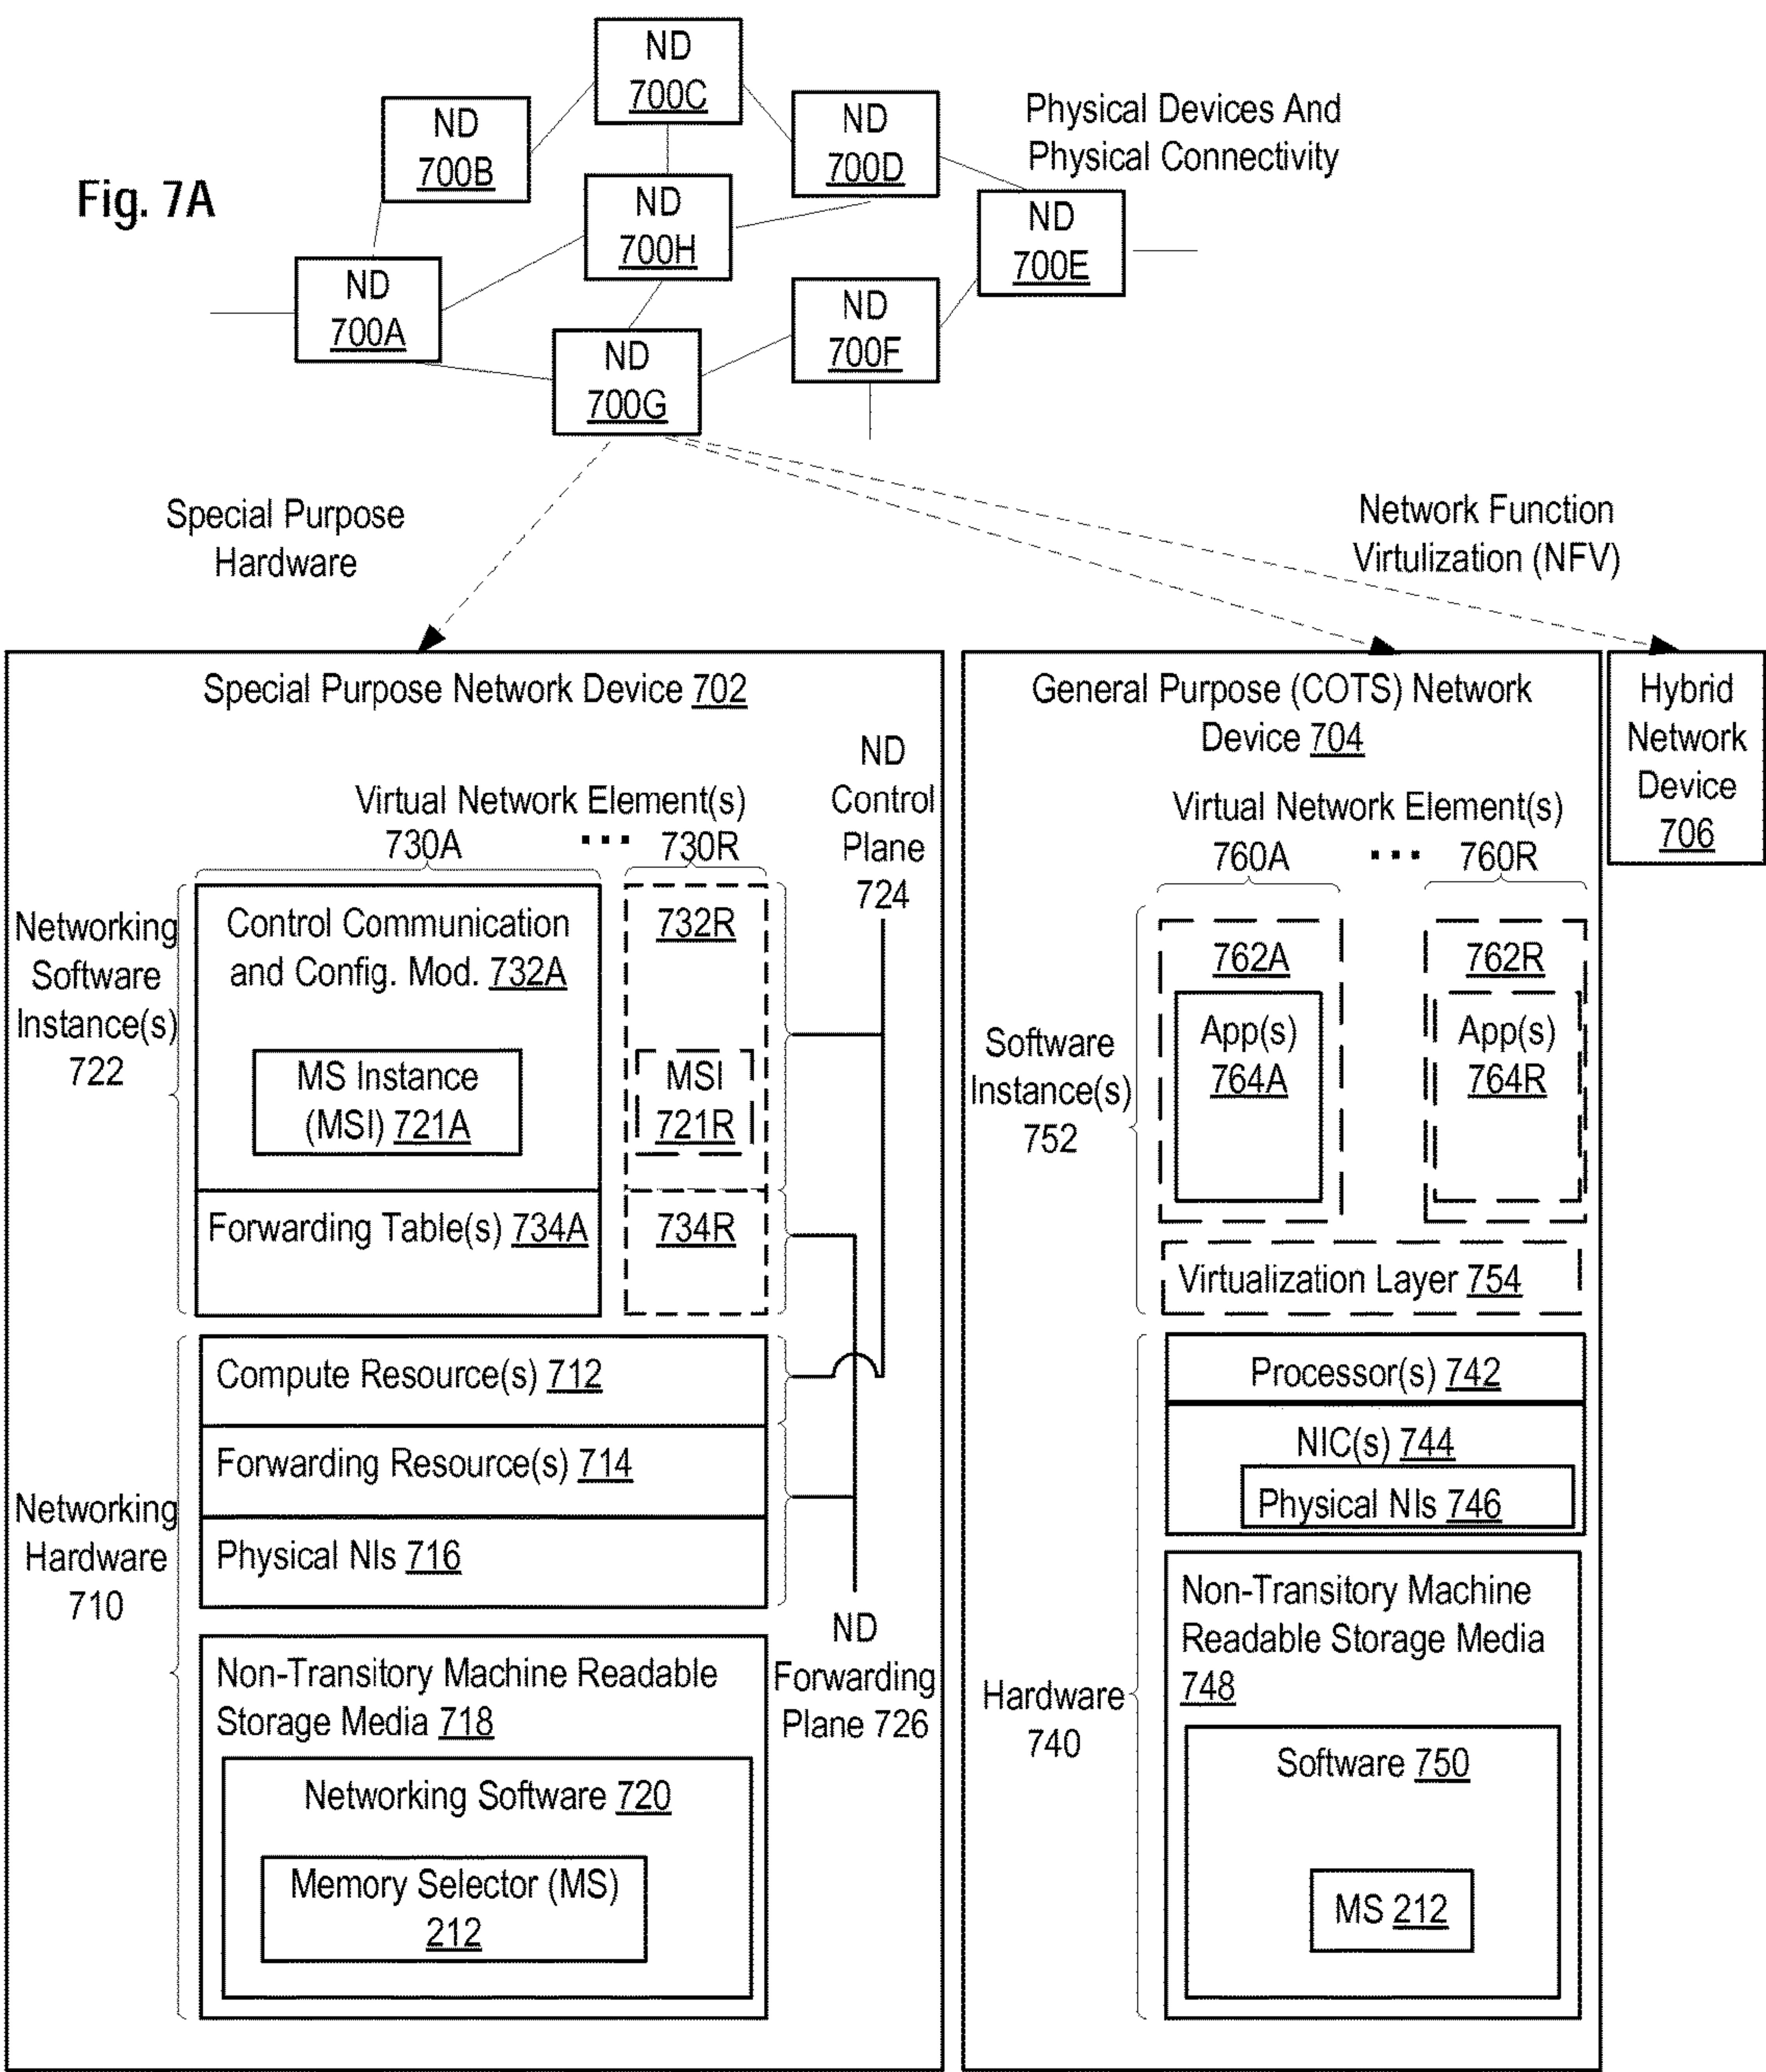 Fig. 7A
ND
700C
ND
700B
ND
700D
Physical Devices And
Physical Connectivity
ND
700H
ND
700E
ND
700A
ND
700F
ND
700G
Special Purpose
Hardware
Network Function
Virtulization (NFV)
Special Purpose Network Device 702
ND
Control
Plane
724
Virtual Network Element(s)
730A ... 730R
Networking
Software
Instance(s)
722
Control Communication
and Config. Mod. 732A
MS Instance
(MSI) 721A
732R
MSI
721R
Forwarding Table(s) 734A
734R
Networking
Hardware
710
Compute Resource(s) 712
Forwarding Resource(s) 714
Physical NIs 716
ND
Forwarding
Plane 726
Non-Transitory Machine Readable
Storage Media 718
Networking Software 720
Memory Selector (MS)
212
General Purpose (COTS) Network
Device 704
Virtual Network Element(s)
760A ... 760R
Software
Instance(s)
752
762A
App(s)
764A
762R
App(s)
764R
Virtualization Layer 754
Hardware
740
Processor(s) 742
NIC(s) 744
Physical NIs 746
Non-Transitory Machine
Readable Storage Media
748
Software 750
MS 212
Hybrid
Network
Device
706